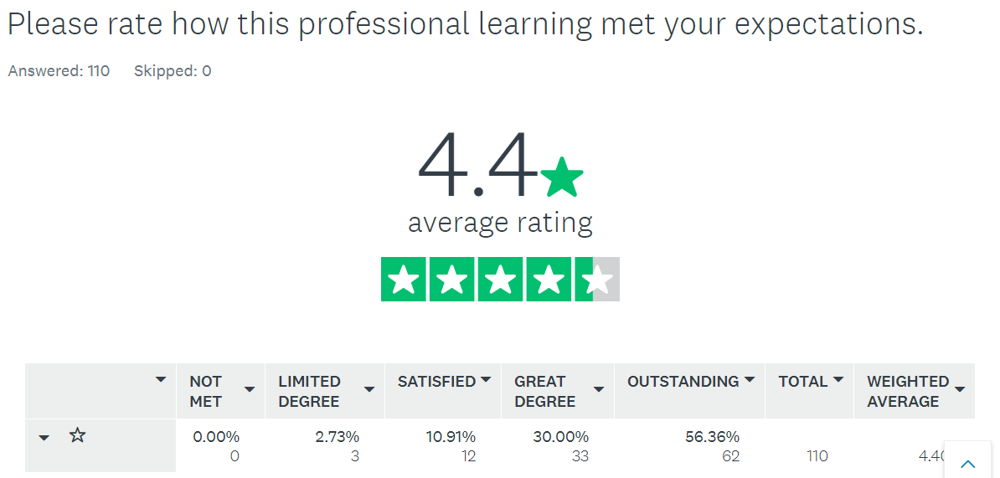 Please rate how this professional learning met your expectations.
Answered: 110 Skipped: 0
4.4
average rating
NOT MET LIMITED DEGREE SATISFIED GREAT DEGREE OUTSTANDING TOTAL WEIGHTED AVERAGE
0.00% 2.73% 10.91% 30.00% 56.36%
0 3 12 33 62 110 4.40